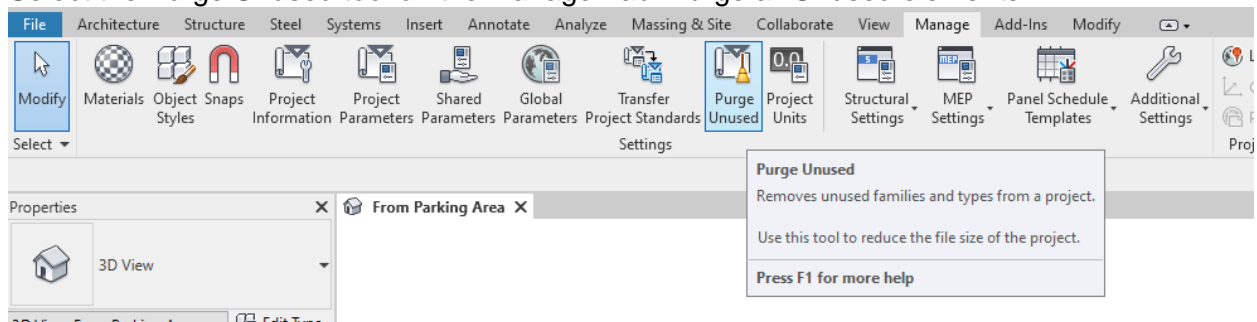 File Architecture Structure Steel Systems Insert Annotate Analyze Massing & Site Collaborate View Manage Add-Ins Modify
Modify Materials Object Styles Snaps Project Information Project Parameters Shared Parameters Global Parameters Transfer Project Standards Purge Unused Project Units Structural Settings MEP Settings Panel Schedule Templates Additional Settings
Select Settings
Purge Unused
Removes unused families and types from a project.
Use this tool to reduce the file size of the project.
Press F1 for more help
Properties From Parking Area
3D View